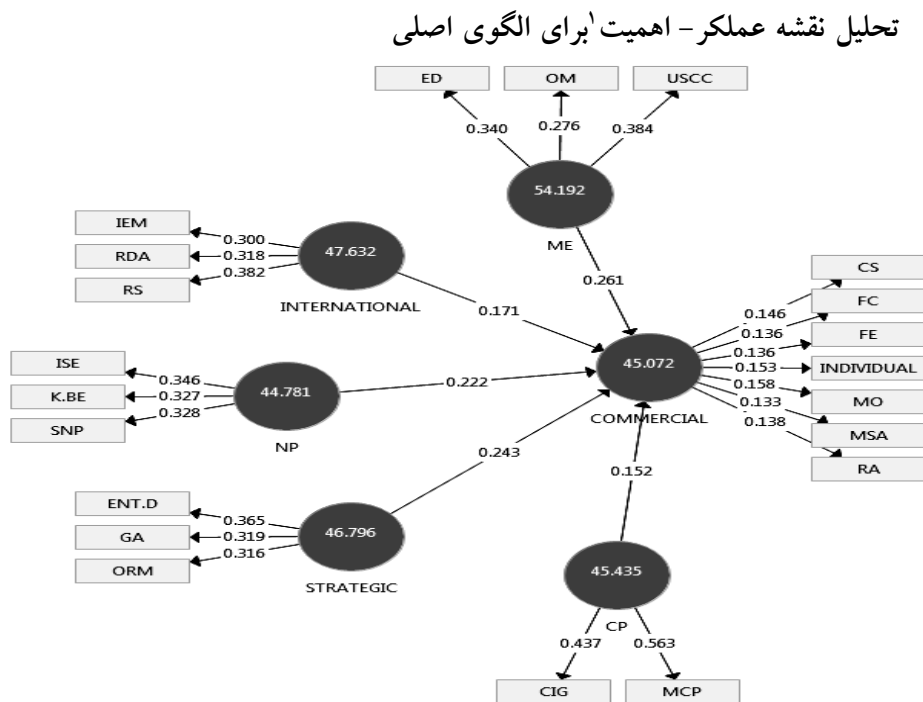 تحلیل نقشه عملکر- اهمیت۱برای الگوی اصلی
ED OM USCC
0.340 0.276 0.384
54.192
ME
IEM
RDA
RS
0.300
0.318
0.382
47.632
INTERNATIONAL
0.171
0.261
CS
FC
FE
INDIVIDUAL
MO
MSA
RA
0.146
0.136
0.136
0.153
0.158
0.133
0.138
45.072
COMMERCIAL
ISE
K.BE
SNP
0.346
0.327
0.328
44.781
NP
0.222
0.243
ENT.D
GA
ORM
0.365
0.319
0.316
46.796
STRATEGIC
0.152
45.435
CP
0.437 0.563
CIG MCP